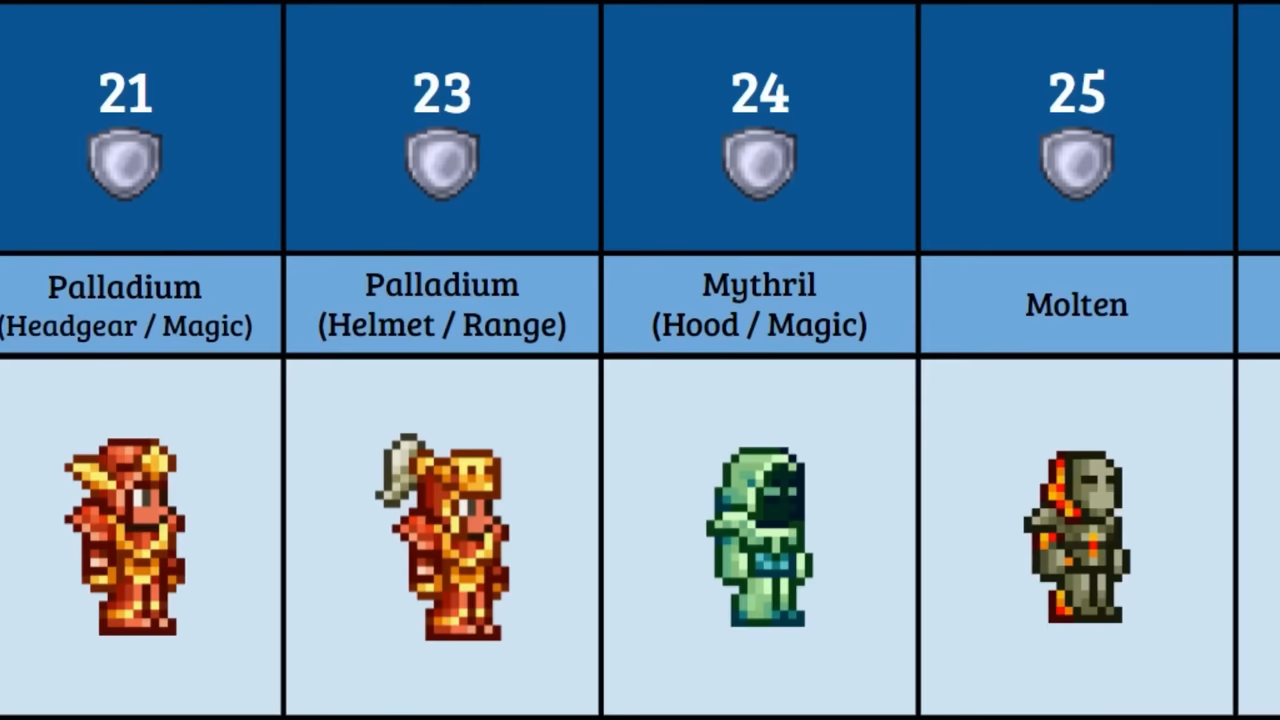 21
23
24
25
Palladium
(Headgear / Magic)
Palladium
(Helmet / Range)
Mythril
(Hood / Magic)
Molten